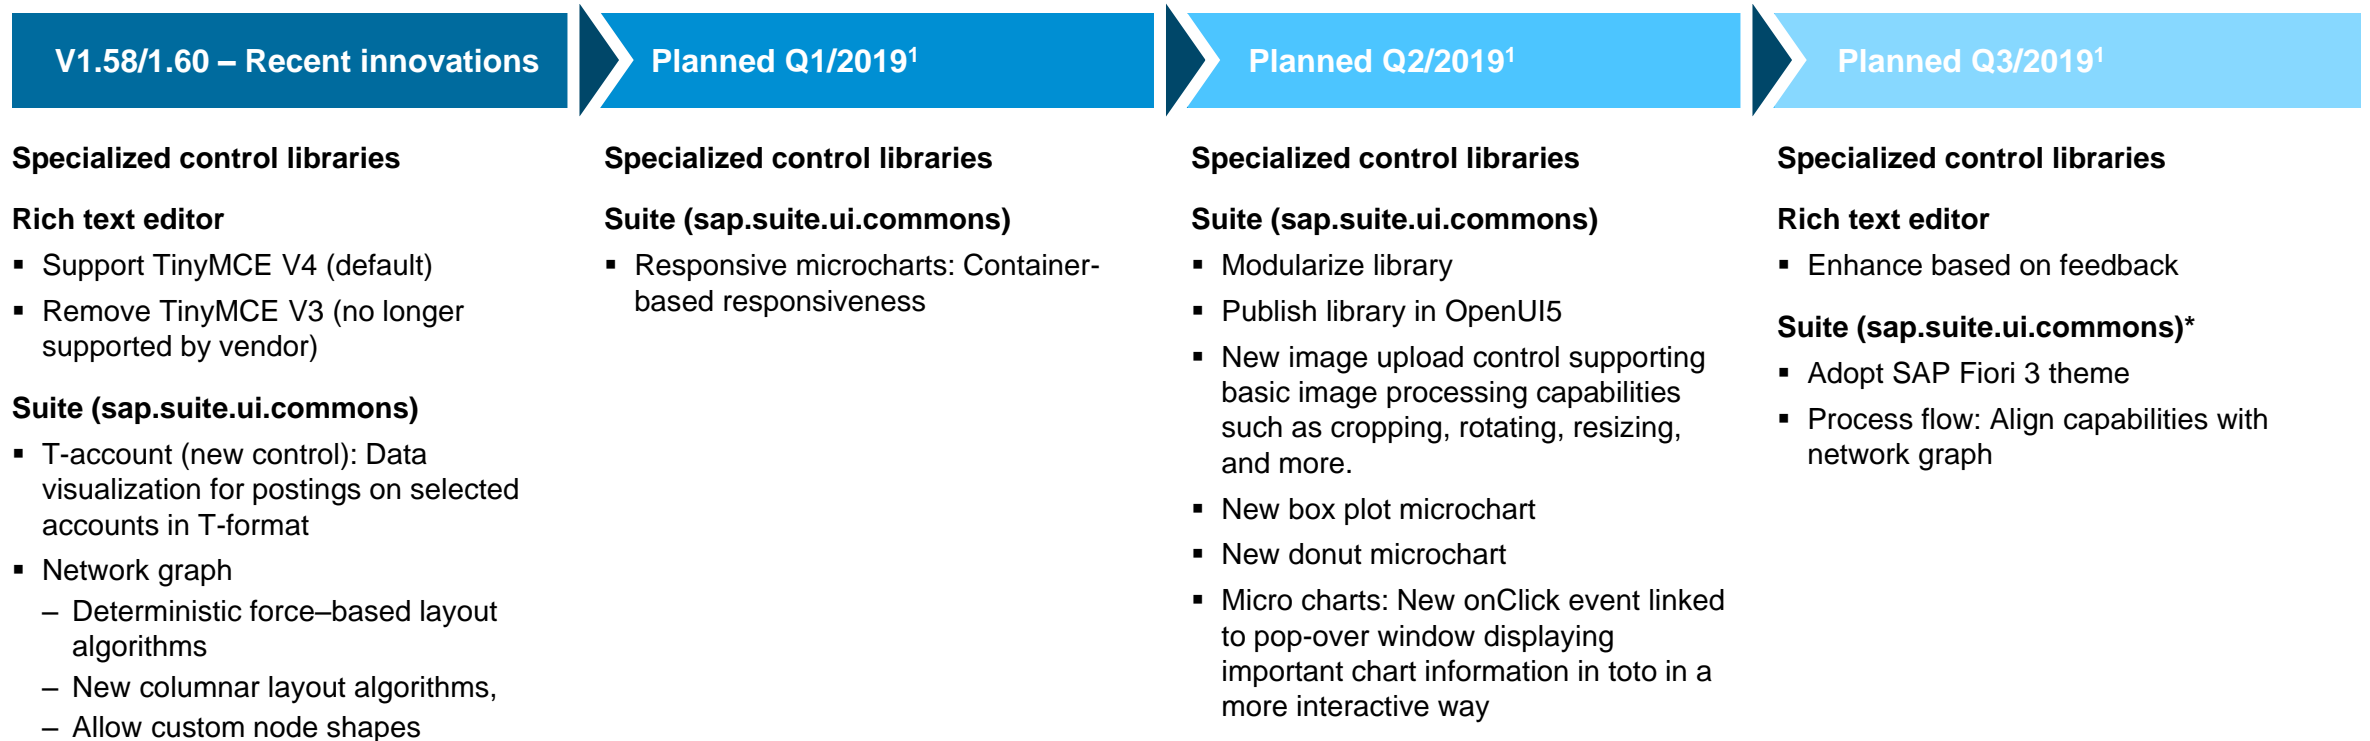 V1.58/1.60 – Recent innovations
Planned Q1/2019¹
Planned Q2/2019¹
Planned Q3/2019¹
Specialized control libraries
Rich text editor
▪ Support TinyMCE V4 (default)
▪ Remove TinyMCE V3 (no longer
supported by vendor)
Suite (sap.suite.ui.commons)
▪ T-account (new control): Data
visualization for postings on selected
accounts in T-format
▪ Network graph
– Deterministic force–based layout
algorithms
– New columnar layout algorithms,
– Allow custom node shapes
Specialized control libraries
Suite (sap.suite.ui.commons)
▪ Responsive microcharts: Container-
based responsiveness
Specialized control libraries
Suite (sap.suite.ui.commons)
▪ Modularize library
▪ Publish library in OpenUI5
▪ New image upload control supporting
basic image processing capabilities
such as cropping, rotating, resizing,
and more.
▪ New box plot microchart
▪ New donut microchart
▪ Micro charts: New onClick event linked
to pop-over window displaying
important chart information in toto in a
more interactive way
Specialized control libraries
Rich text editor
▪ Enhance based on feedback
Suite (sap.suite.ui.commons)*
▪ Adopt SAP Fiori 3 theme
▪ Process flow: Align capabilities with
network graph